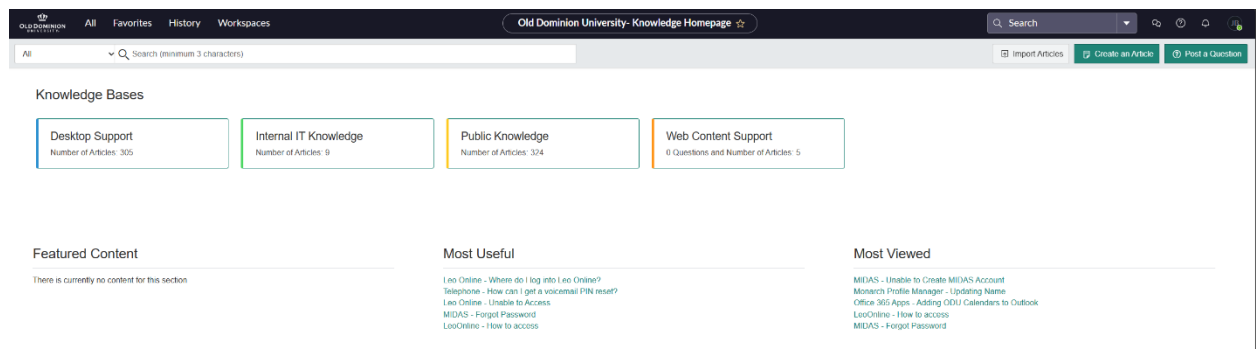 OLD DOMINION
UNIVERSITY
All Favorites History Workspaces
Old Dominion University- Knowledge Homepage
Search
All
Search (minimum 3 characters)
Import Articles
Create an Article
Post a Question
Knowledge Bases
Desktop Support
Number of Articles: 305
Internal IT Knowledge
Number of Articles: 9
Public Knowledge
Number of Articles: 324
Web Content Support
0 Questions and Number of Articles: 5
Featured Content
There is currently no content for this section
Most Useful
Leo Online - Where do I log into Leo Online?
Telephone - How can I get a voicemail PIN reset?
Leo Online - Unable to Access
MIDAS - Forgot Password
LeoOnline - How to access
Most Viewed
MIDAS - Unable to Create MIDAS Account
Monarch Profile Manager - Updating Name
Office 365 Apps - Adding ODU Calendars to Outlook
LeoOnline - How to access
MIDAS - Forgot Password